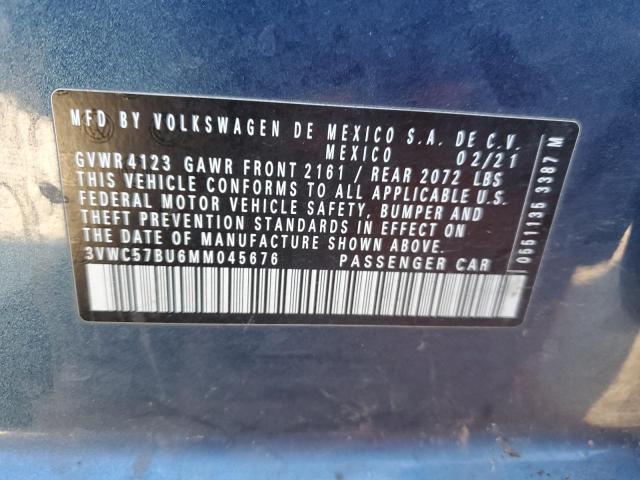 MFD BY VOLKSWAGEN DE MEXICO S.A. DE C.V.
MEXICO 02/21
GVWR4123 GAWR FRONT 2161 / REAR 2072 LBS
THIS VEHICLE CONFORMS TO ALL APPLICABLE U.S.
FEDERAL MOTOR VEHICLE SAFETY, BUMPER AND
THEFT PREVENTION STANDARDS IN EFFECT ON
THE DATE OF MANUFACTURE SHOWN ABOVE.
3VWC57BU6MM045676 PASSENGER CAR
0661136 3387 M